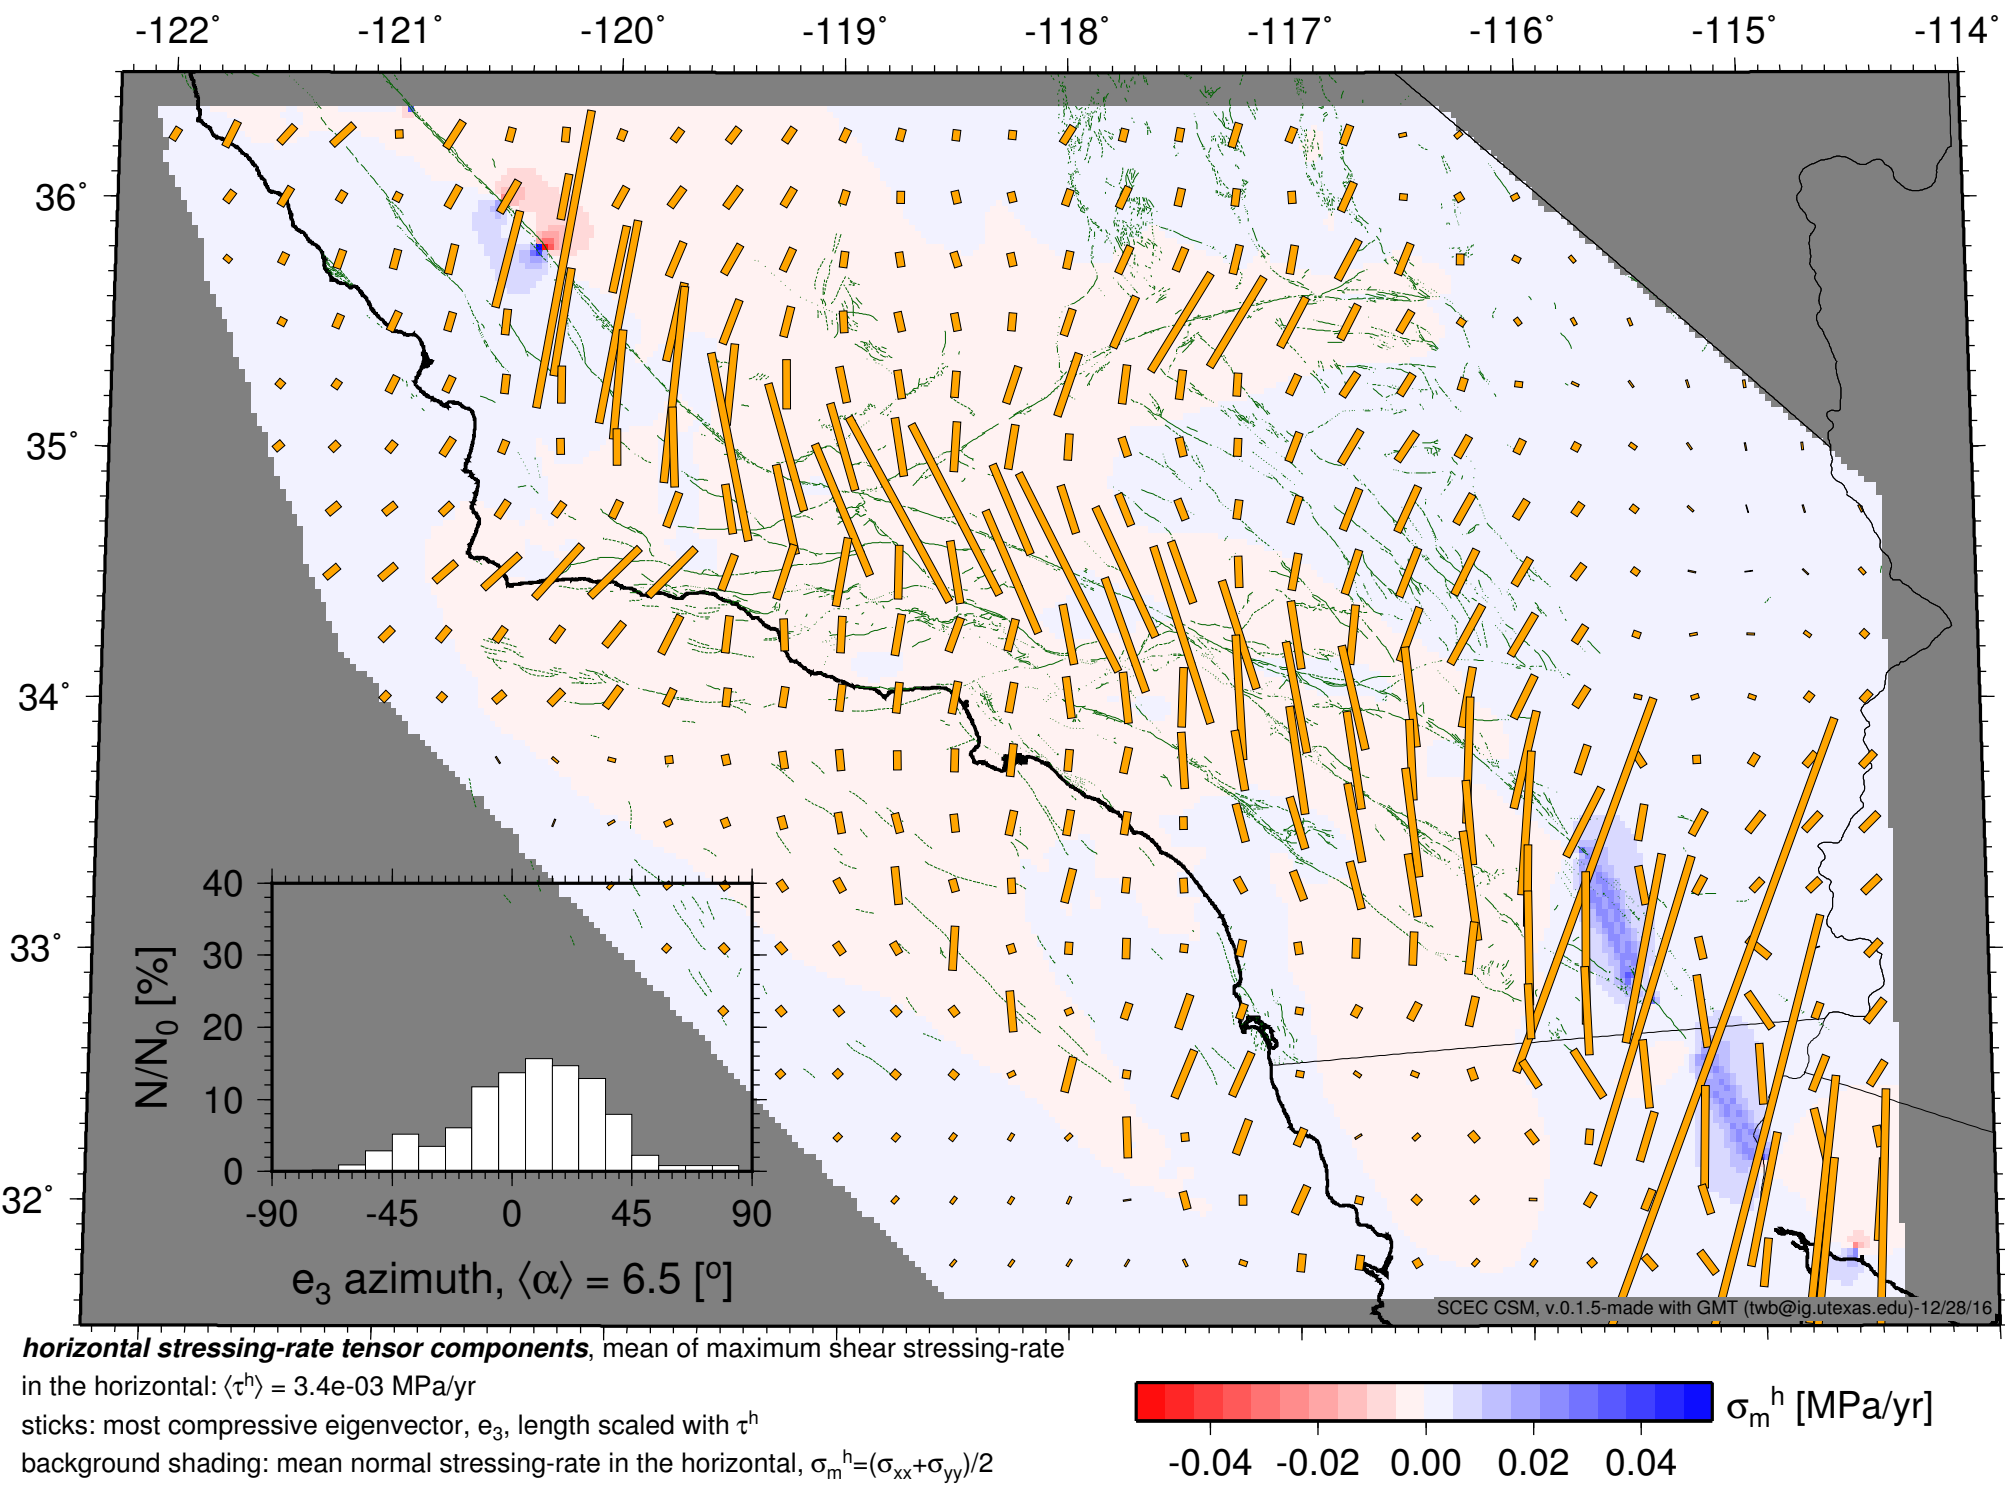 -122˚ -121˚ -120˚ -119˚ -118˚ -117˚ -116˚ -115˚ -114˚
36˚
35˚
34˚
33˚
32˚
40
30
20
10
0
N/N0 [%]
-90 -45 0 45 90
e3 azimuth, ⟨α⟩ = 6.5 [º]
SCEC CSM, v.0.1.5-made with GMT (twb@ig.utexas.edu)-12/28/16
horizontal stressing-rate tensor components, mean of maximum shear stressing-rate
in the horizontal: ⟨τh⟩ = 3.4e-03 MPa/yr
sticks: most compressive eigenvector, e3, length scaled with τh
background shading: mean normal stressing-rate in the horizontal, σmh=(σxx+σyy)/2
σmh [MPa/yr]
-0.04 -0.02 0.00 0.02 0.04